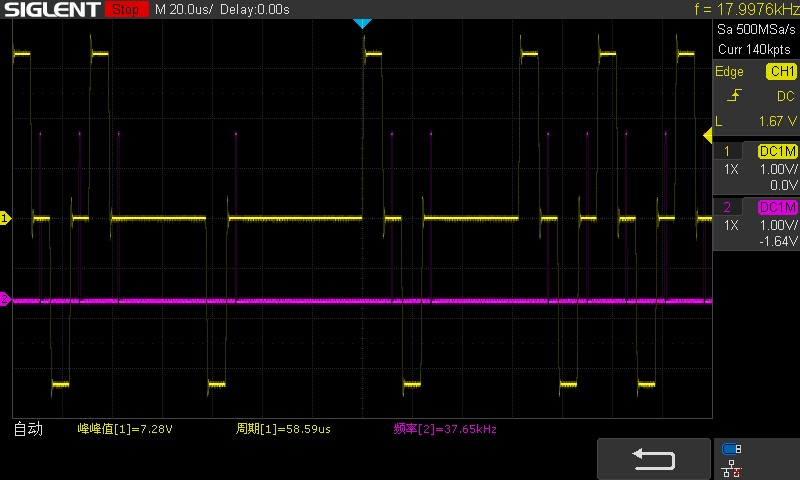 SIGLENT Stop M 20.0us/ Delay:0.00s f = 17.9976kHz
Sa 500MSa/s
Curr 140kpts
Edge CH1
DC
L 1.67 V
1 DC1M
1X 1.00V/
0.0V
2 DC1M
1X 1.00V/
-1.64V
1
2
自动 峰峰值[1]=7.28V 周期[1]=58.59us 频率[2]=37.65kHz